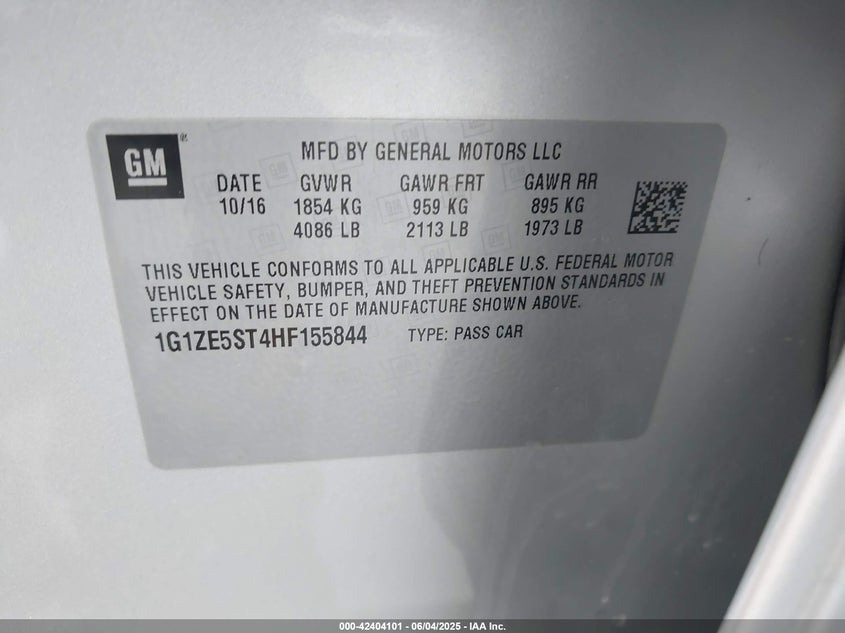 GM
MFD BY GENERAL MOTORS LLC
DATE GVWR GAWR FRT GAWR RR
10/16 1854 KG 959 KG 895 KG
4086 LB 2113 LB 1973 LB
THIS VEHICLE CONFORMS TO ALL APPLICABLE U.S. FEDERAL MOTOR
VEHICLE SAFETY, BUMPER, AND THEFT PREVENTION STANDARDS IN
EFFECT ON THE DATE OF MANUFACTURE SHOWN ABOVE.
1G1ZE5ST4HF155844 TYPE: PASS CAR
000-42404101 - 06/04/2025 - IAA Inc.